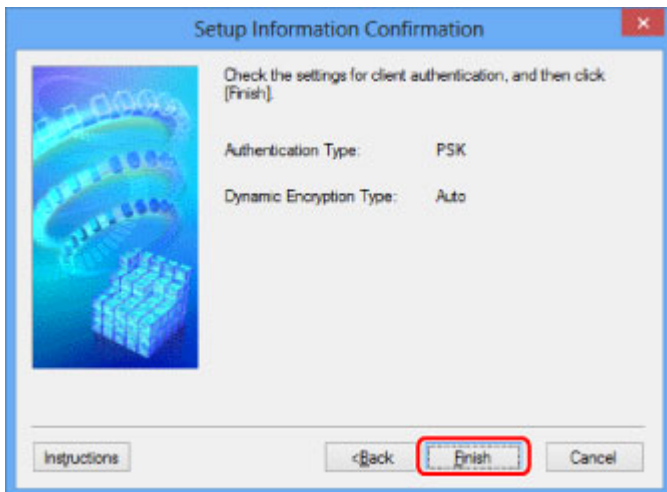 Setup Information Confirmation
Check the settings for client authentication, and then click
[Finish].
Authentication Type: PSK
Dynamic Encryption Type: Auto
Instructions <Back Finish Cancel